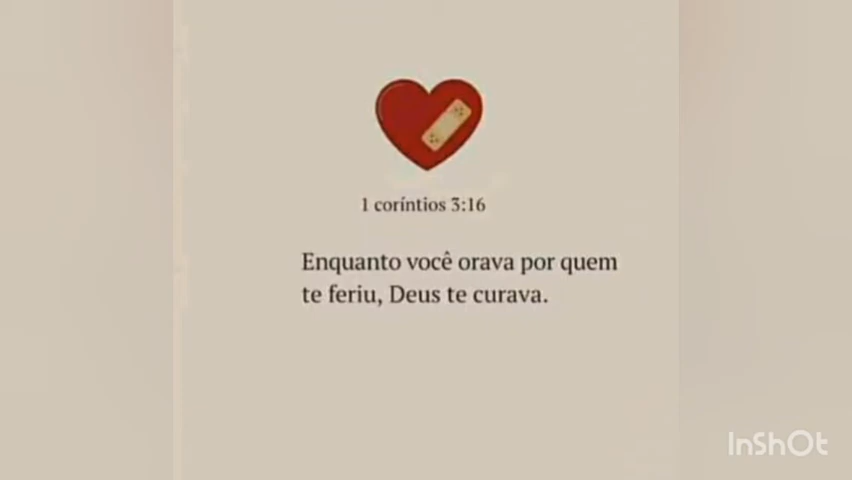 1 coríntios 3:16
Enquanto você orava por quem
te feriu, Deus te curava.
InShOt